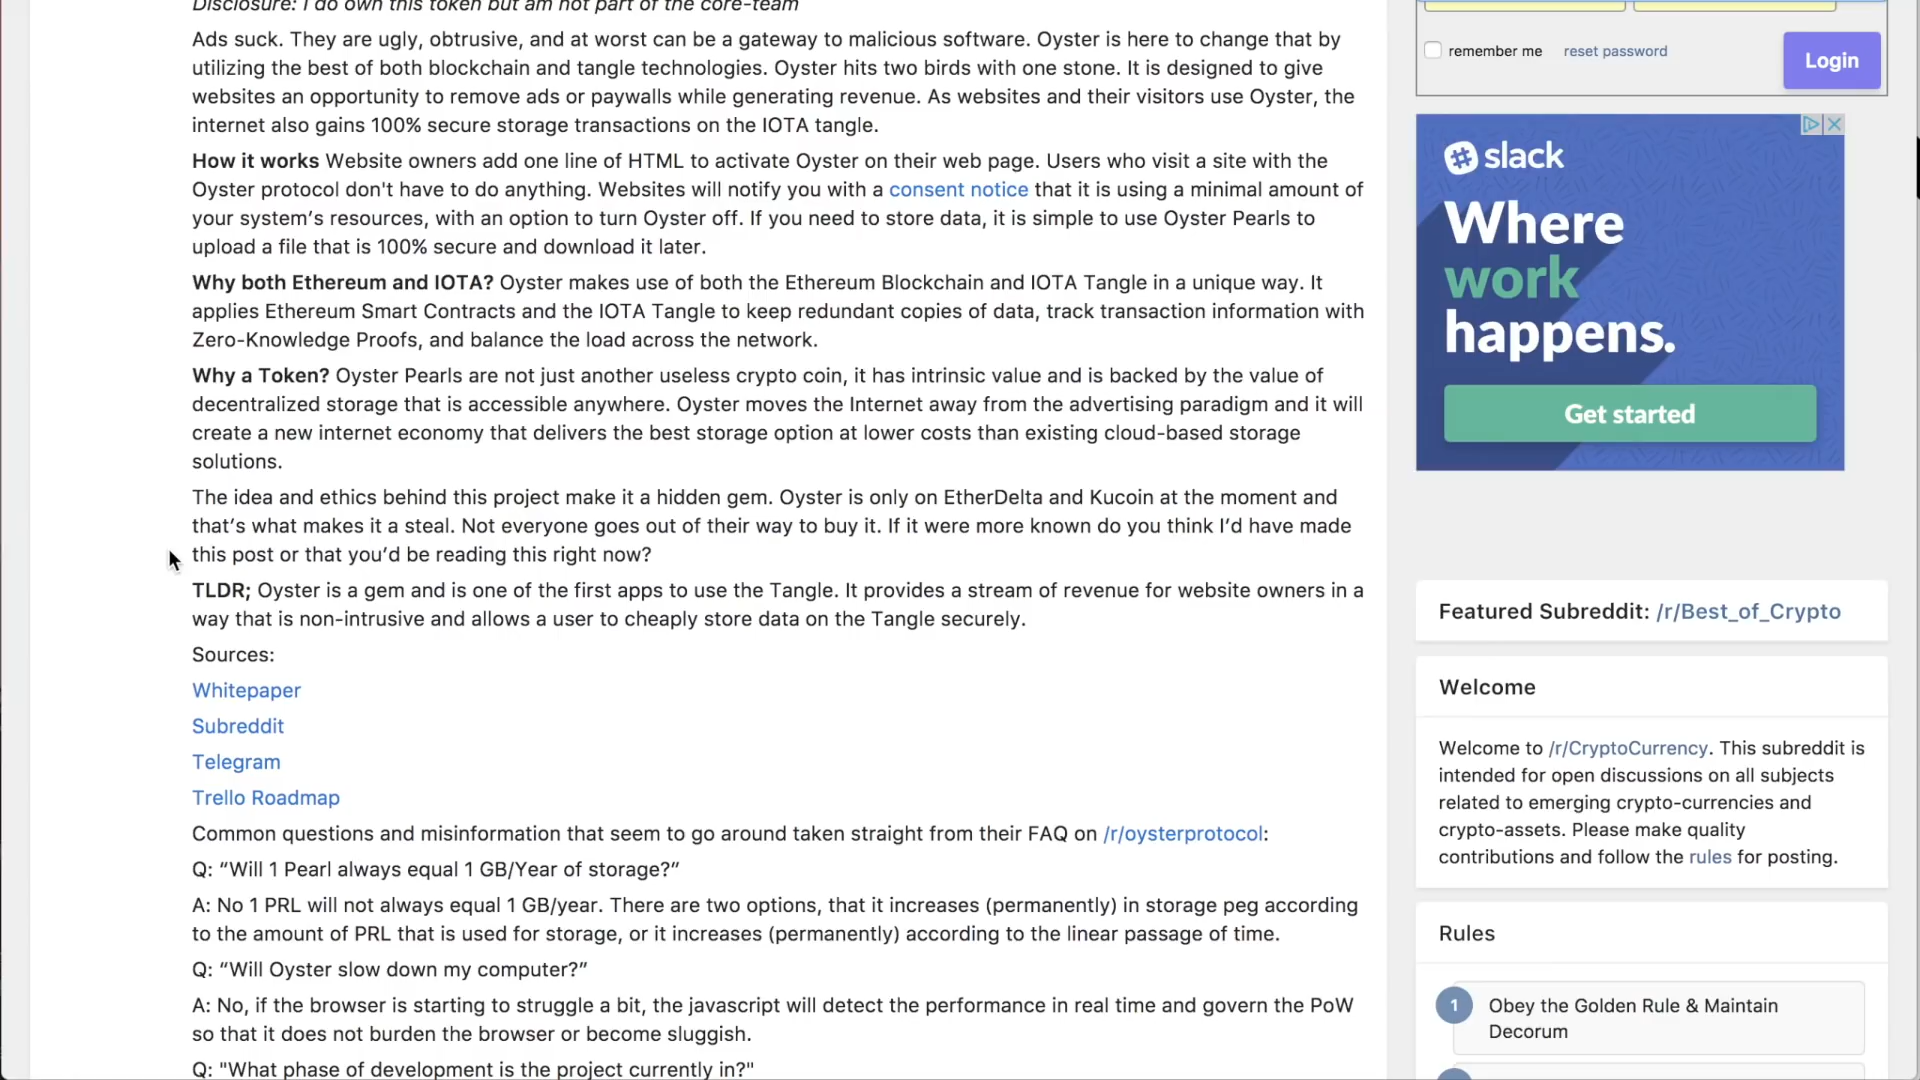 Disclosure: I do own this token but am not part of the core-team
Ads suck. They are ugly, obtrusive, and at worst can be a gateway to malicious software. Oyster is here to change that by
utilizing the best of both blockchain and tangle technologies. Oyster hits two birds with one stone. It is designed to give
websites an opportunity to remove ads or paywalls while generating revenue. As websites and their visitors use Oyster, the
internet also gains 100% secure storage transactions on the IOTA tangle.
How it works Website owners add one line of HTML to activate Oyster on their web page. Users who visit a site with the
Oyster protocol don't have to do anything. Websites will notify you with a consent notice that it is using a minimal amount of
your system’s resources, with an option to turn Oyster off. If you need to store data, it is simple to use Oyster Pearls to
upload a file that is 100% secure and download it later.
Why both Ethereum and IOTA? Oyster makes use of both the Ethereum Blockchain and IOTA Tangle in a unique way. It
applies Ethereum Smart Contracts and the IOTA Tangle to keep redundant copies of data, track transaction information with
Zero-Knowledge Proofs, and balance the load across the network.
Why a Token? Oyster Pearls are not just another useless crypto coin, it has intrinsic value and is backed by the value of
decentralized storage that is accessible anywhere. Oyster moves the Internet away from the advertising paradigm and it will
create a new internet economy that delivers the best storage option at lower costs than existing cloud-based storage
solutions.
The idea and ethics behind this project make it a hidden gem. Oyster is only on EtherDelta and Kucoin at the moment and
that’s what makes it a steal. Not everyone goes out of their way to buy it. If it were more known do you think I’d have made
this post or that you’d be reading this right now?
TLDR; Oyster is a gem and is one of the first apps to use the Tangle. It provides a stream of revenue for website owners in a
way that is non-intrusive and allows a user to cheaply store data on the Tangle securely.
Sources:
Whitepaper
Subreddit
Telegram
Trello Roadmap
Common questions and misinformation that seem to go around taken straight from their FAQ on /r/oysterprotocol:
Q: “Will 1 Pearl always equal 1 GB/Year of storage?”
A: No 1 PRL will not always equal 1 GB/year. There are two options, that it increases (permanently) in storage peg according
to the amount of PRL that is used for storage, or it increases (permanently) according to the linear passage of time.
Q: “Will Oyster slow down my computer?”
A: No, if the browser is starting to struggle a bit, the javascript will detect the performance in real time and govern the PoW
so that it does not burden the browser or become sluggish.
Q: "What phase of development is the project currently in?"
remember me reset password
Login
slack
Where
work
happens.
Get started
Featured Subreddit: /r/Best_of_Crypto
Welcome
Welcome to /r/CryptoCurrency. This subreddit is
intended for open discussions on all subjects
related to emerging crypto-currencies and
crypto-assets. Please make quality
contributions and follow the rules for posting.
Rules
1 Obey the Golden Rule & Maintain
Decorum